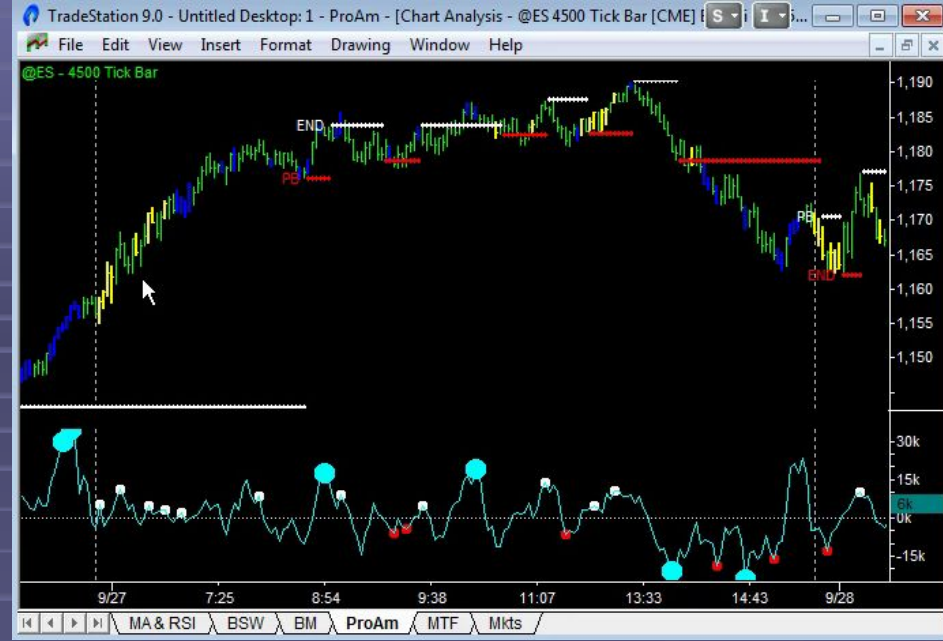 TradeStation 9.0 - Untitled Desktop: 1 - ProAm - [Chart Analysis - @ES 4500 Tick Bar [CME]
S I
File Edit View Insert Format Drawing Window Help
@ES - 4500 Tick Bar
1,190
1,185
1,180
1,175
1,170
1,165
1,160
1,155
1,150
END
PB
PB
END
30k
15k
6k
0k
-15k
9/27 7:25 8:54 9:38 11:07 13:33 14:43 9/28
MA & RSI BSW BM ProAm MTF Mkts